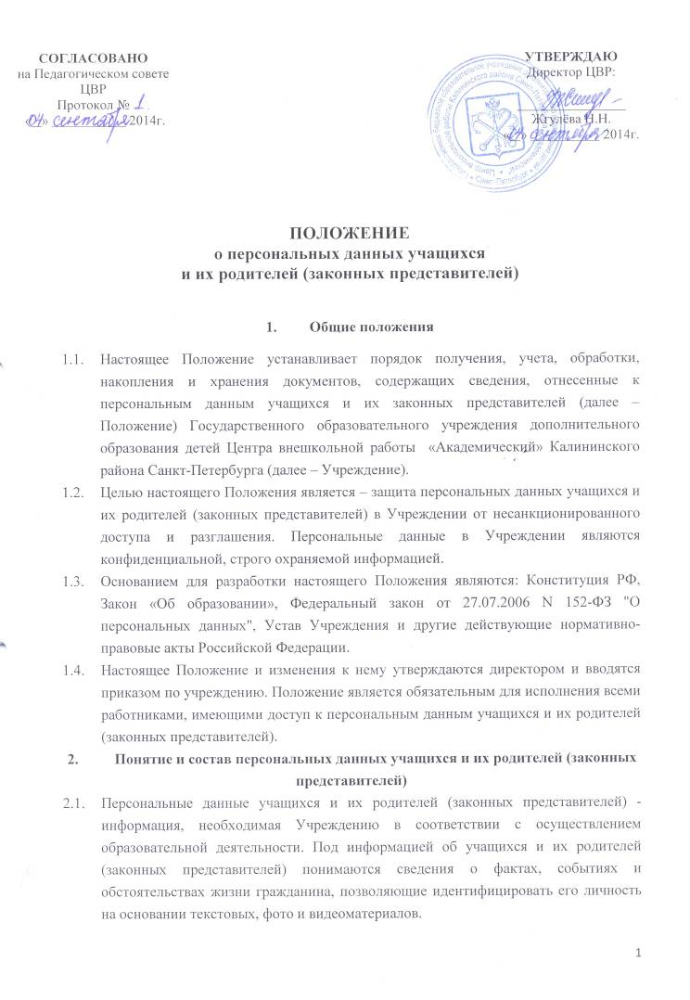 СОГЛАСОВАНО
на Педагогическом совете
ЦВР
Протокол № 1.
«04» сентября 2014г.
УТВЕРЖДАЮ
Директор ЦВР:
Жгулёва Н.Н.
сентября 2014г.
ПОЛОЖЕНИЕ
о персональных данных учащихся
и их родителей (законных представителей)
1. Общие положения
1.1. Настоящее Положение устанавливает порядок получения, учета, обработки,
накопления и хранения документов, содержащих сведения, отнесенные к
персональным данным учащихся и их законных представителей (далее –
Положение) Государственного образовательного учреждения дополнительного
образования детей Центра внешкольной работы «Академический» Калининского
района Санкт-Петербурга (далее – Учреждение).
1.2. Целью настоящего Положения является – защита персональных данных учащихся и
их родителей (законных представителей) в Учреждении от несанкционированного
доступа и разглашения. Персональные данные в Учреждении являются
конфиденциальной, строго охраняемой информацией.
1.3. Основанием для разработки настоящего Положения являются: Конституция РФ,
Закон «Об образовании», Федеральный закон от 27.07.2006 N 152-ФЗ "О
персональных данных", Устав Учреждения и другие действующие нормативно-
правовые акты Российской Федерации.
1.4. Настоящее Положение и изменения к нему утверждаются директором и вводятся
приказом по учреждению. Положение является обязательным для исполнения всеми
работниками, имеющими доступ к персональным данным учащихся и их родителей
(законных представителей).
2. Понятие и состав персональных данных учащихся и их родителей (законных
представителей)
2.1. Персональные данные учащихся и их родителей (законных представителей) -
информация, необходимая Учреждению в соответствии с осуществлением
образовательной деятельности. Под информацией об учащихся и их родителей
(законных представителей) понимаются сведения о фактах, событиях и
обстоятельствах жизни гражданина, позволяющие идентифицировать его личность
на основании текстовых, фото и видеоматериалов.
1